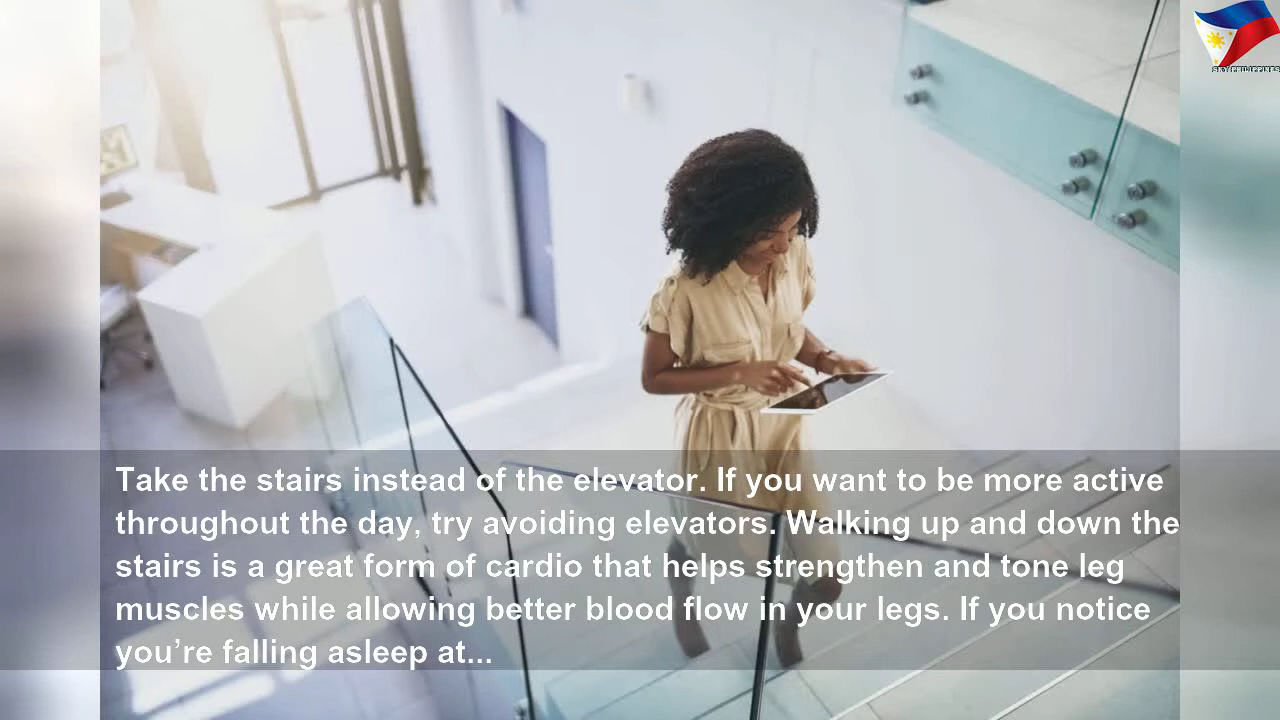 SKYPHILIPPINES
Take the stairs instead of the elevator. If you want to be more active
throughout the day, try avoiding elevators. Walking up and down the
stairs is a great form of cardio that helps strengthen and tone leg
muscles while allowing better blood flow in your legs. If you notice
you’re falling asleep at...